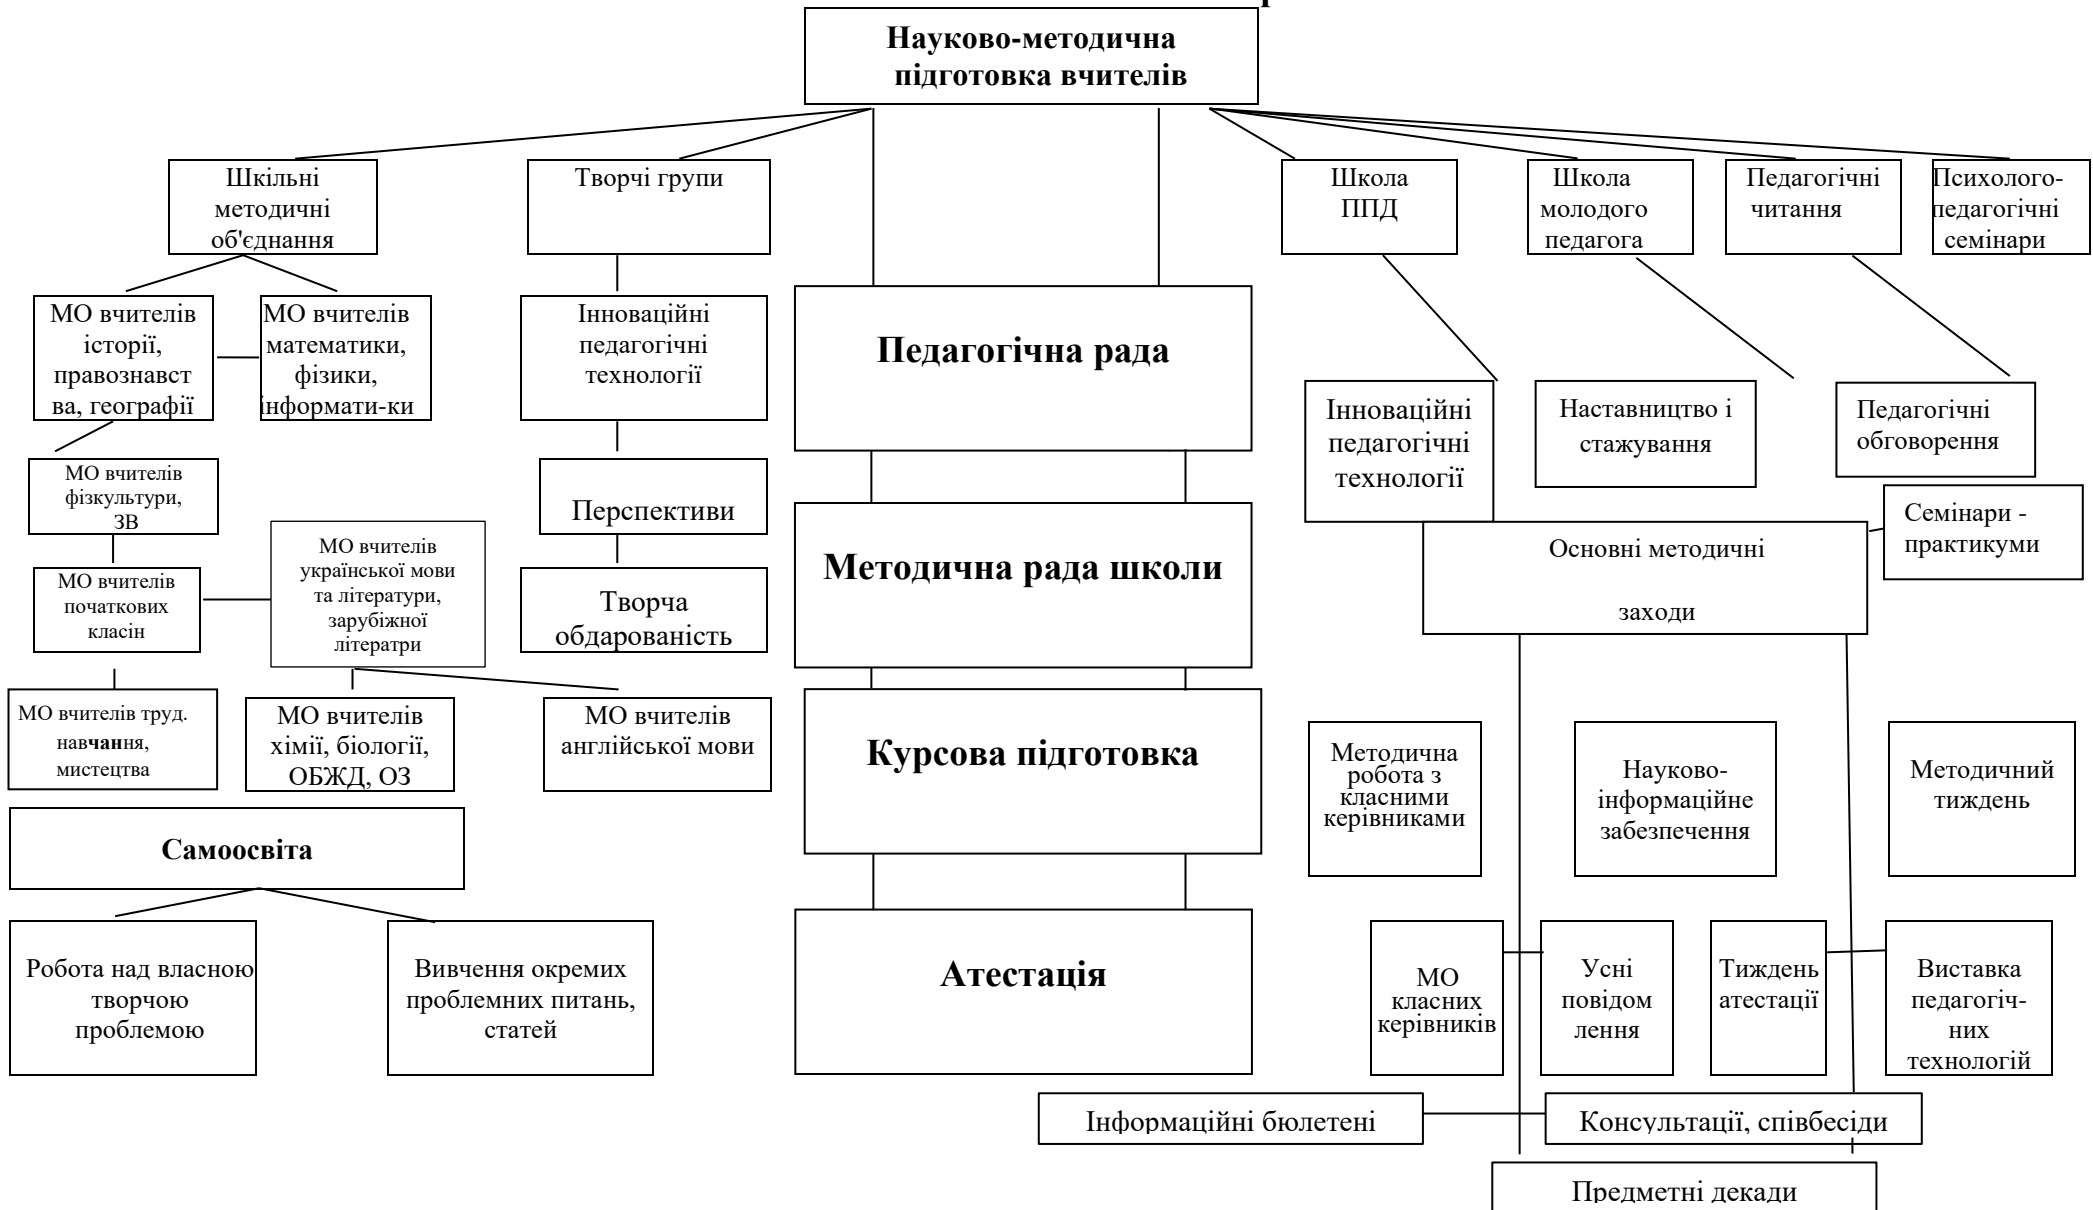 Науково-методична
підготовка вчителів
Шкільні
методичні
об'єднання
Творчі групи
Школа
ППД
Школа
молодого
педагога
Педагогічні
читання
Психолого-
педагогічні
семінари
МО вчителів
історії,
правознавст
ва, географії
МО вчителів
математики,
фізики,
інформати-ки
Інноваційні
педагогічні
технології
Педагогічна рада
Інноваційні
педагогічні
технології
Наставництво і
стажування
Педагогічні
обговорення
МО вчителів
фізкультури,
ЗВ
Перспективи
Семінари -
практикуми
МО вчителів
початкових
класін
МО вчителів
української мови
та літератури,
зарубіжної
літератри
Творча
обдарованість
Методична рада школи
Основні методичні
заходи
МО вчителів труд.
навчання,
мистецтва
МО вчителів
хімії, біології,
ОБЖД, ОЗ
МО вчителів
англійської мови
Курсова підготовка
Методична
робота з
класними
керівниками
Науково-
інформаційне
забезпечення
Методичний
тиждень
Самоосвіта
Робота над власною
творчою
проблемою
Вивчення окремих
проблемних питань,
статей
Атестація
МО
класних
керівників
Усні
повідом
лення
Тиждень
атестації
Виставка
педагогіч-
них
технологій
Інформаційні бюлетені
Консультації, співбесіди
Предметні декади